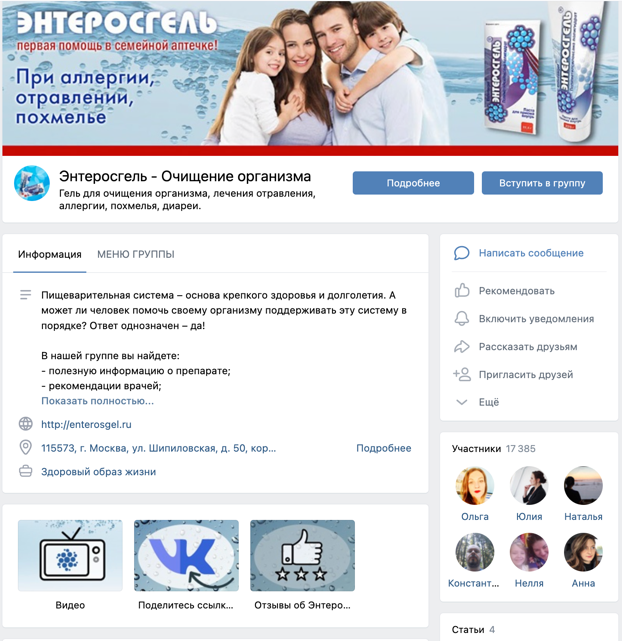 ЭНТЕРОСГЕЛЬ
первая помощь в семейной аптечке!
При аллергии,
отравлении,
похмелье
ЭНТЕРОСГЕЛЬ
ЭНТЕРОСГЕЛЬ
Энтеросгель - Очищение организма
Гель для очищения организма, лечения отравления,
аллергии, похмелья, диареи.
Подробнее
Вступить в группу
Информация
МЕНЮ ГРУППЫ
Пищеварительная система – основа крепкого здоровья и долголетия. А
может ли человек помочь своему организму поддерживать эту систему в
порядке? Ответ однозначен – да!
В нашей группе вы найдете:
- полезную информацию о препарате;
- рекомендации врачей;
Показать полностью...
http://enterosgel.ru
115573, г. Москва, ул. Шипиловская, д. 50, кор...
Подробнее
Здоровый образ жизни
Видео
Поделитесь ссылк...
Отзывы об Энтеро...
Написать сообщение
Рекомендовать
Включить уведомления
Рассказать друзьям
Пригласить друзей
Ещё
Участники 17 385
Ольга
Юлия
Наталья
Констант...
Нелля
Анна
Статьи 4